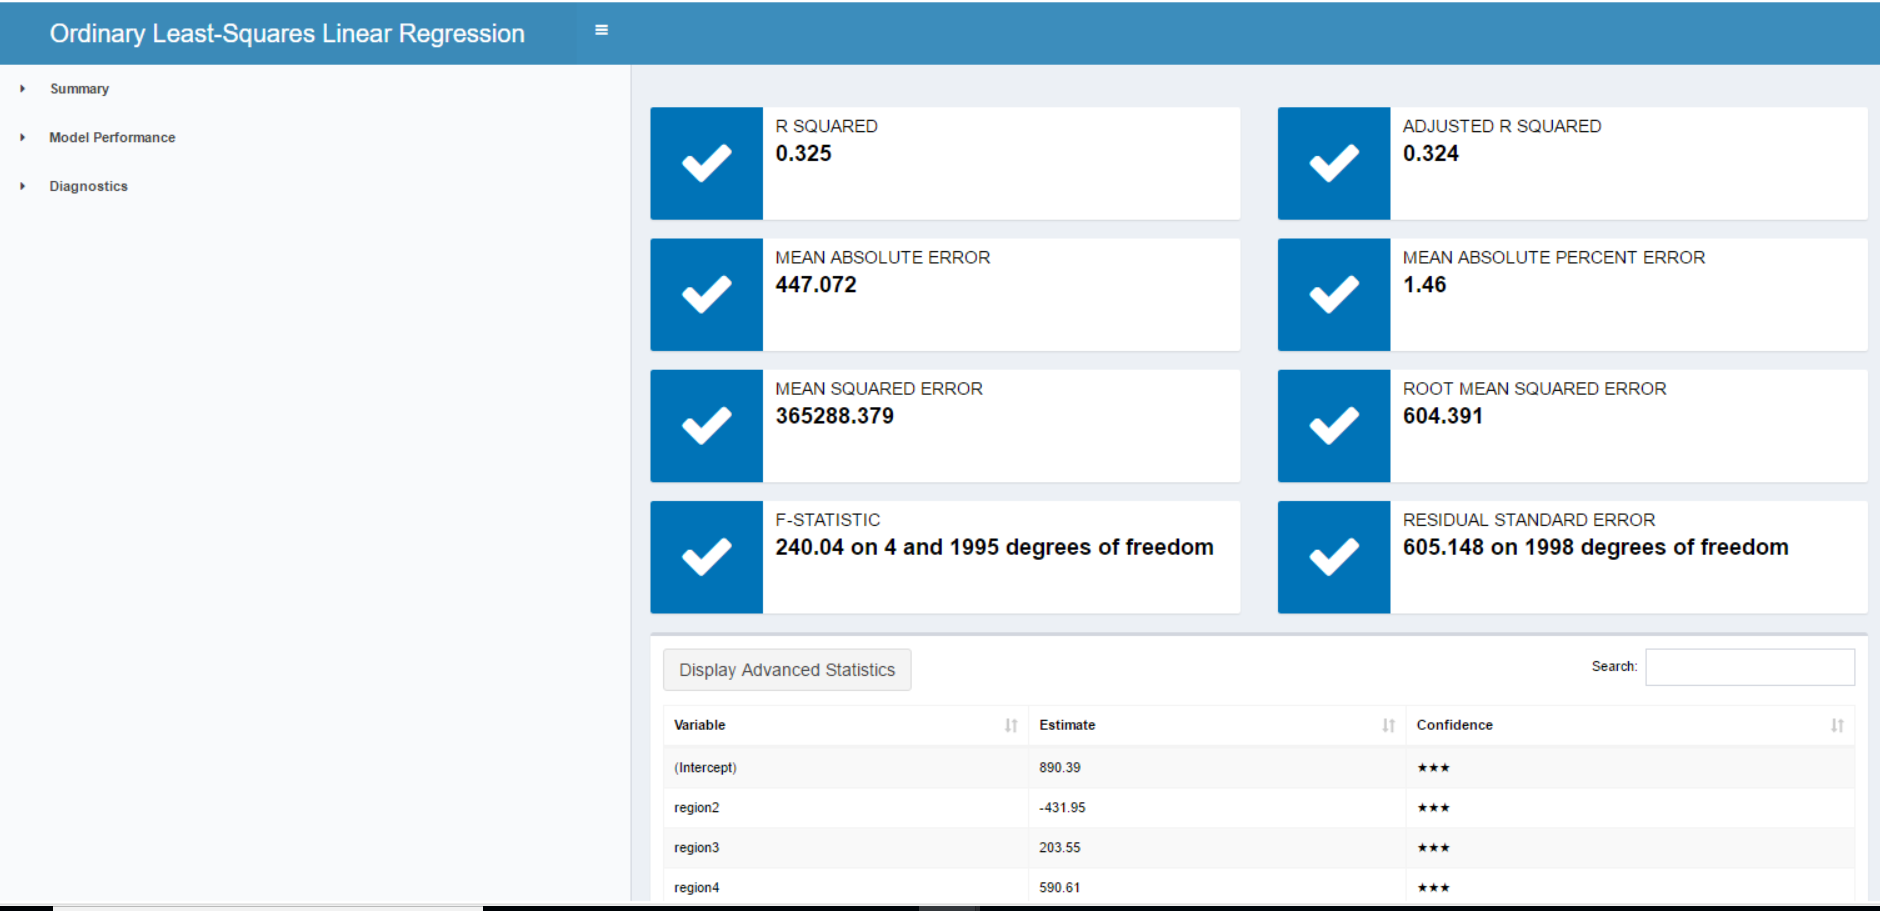 Ordinary Least-Squares Linear Regression
Summary
Model Performance
Diagnostics
R SQUARED
0.325
ADJUSTED R SQUARED
0.324
MEAN ABSOLUTE ERROR
447.072
MEAN ABSOLUTE PERCENT ERROR
1.46
MEAN SQUARED ERROR
365288.379
ROOT MEAN SQUARED ERROR
604.391
F-STATISTIC
240.04 on 4 and 1995 degrees of freedom
RESIDUAL STANDARD ERROR
605.148 on 1998 degrees of freedom
Display Advanced Statistics
Search:
Variable Estimate Confidence
(Intercept) 890.39 ★★★
region2 -431.95 ★★★
region3 203.55 ★★★
region4 590.61 ★★★